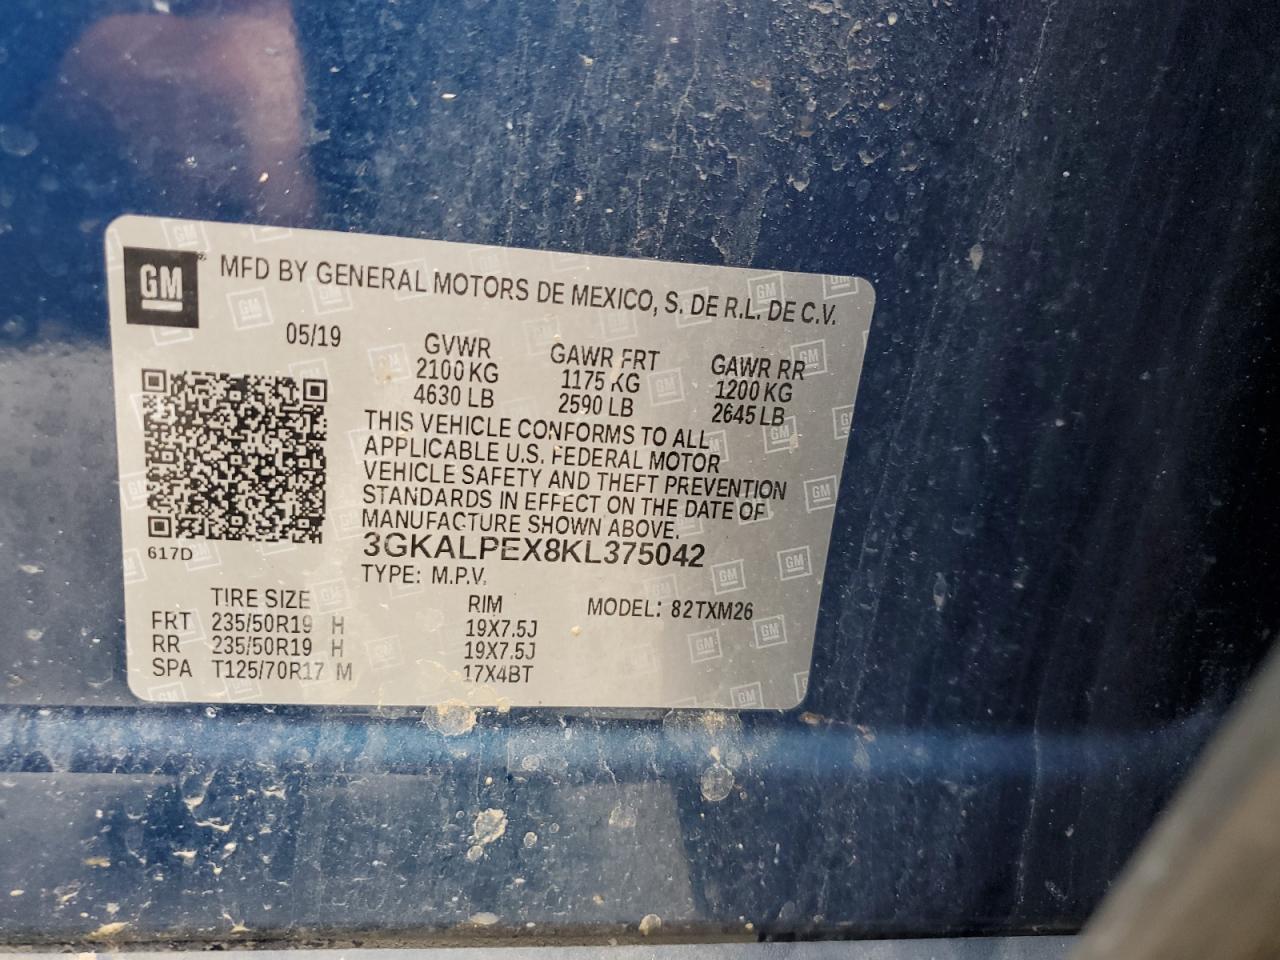 GM
MFD BY GENERAL MOTORS DE MEXICO, S. DE R.L. DE C.V.
05/19 GVWR GAWR FRT GAWR RR
2100 KG 1175 KG 1200 KG
4630 LB 2590 LB 2645 LB
THIS VEHICLE CONFORMS TO ALL
APPLICABLE U.S. FEDERAL MOTOR
VEHICLE SAFETY AND THEFT PREVENTION
STANDARDS IN EFFECT ON THE DATE OF
MANUFACTURE SHOWN ABOVE.
617D 3GKALPEX8KL375042
TYPE: M.P.V.
TIRE SIZE RIM MODEL: 82TXM26
FRT 235/50R19 H 19X7.5J
RR 235/50R19 H 19X7.5J
SPA T125/70R17 M 17X4BT